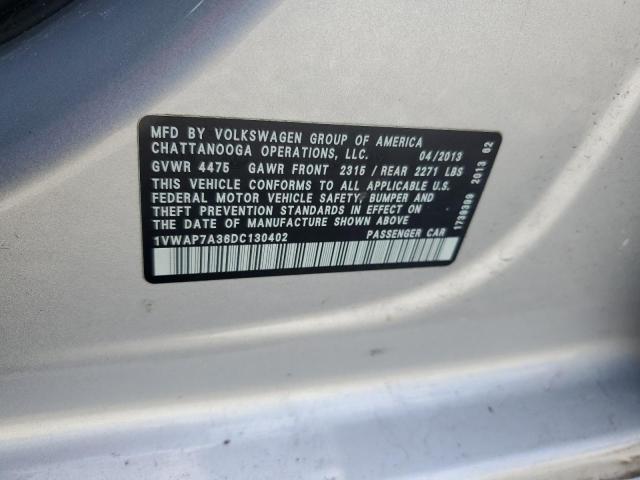 MFD BY VOLKSWAGEN GROUP OF AMERICA
CHATTANOOGA OPERATIONS, LLC. 04/2013
GVWR 4475 GAWR FRONT 2315 / REAR 2271 LBS
THIS VEHICLE CONFORMS TO ALL APPLICABLE U.S.
FEDERAL MOTOR VEHICLE SAFETY, BUMPER AND
THEFT PREVENTION STANDARDS IN EFFECT ON
THE DATE OF MANUFACTURE SHOWN ABOVE.
1VWAP7A36DC130402 PASSENGER CAR
1739389 2013 02